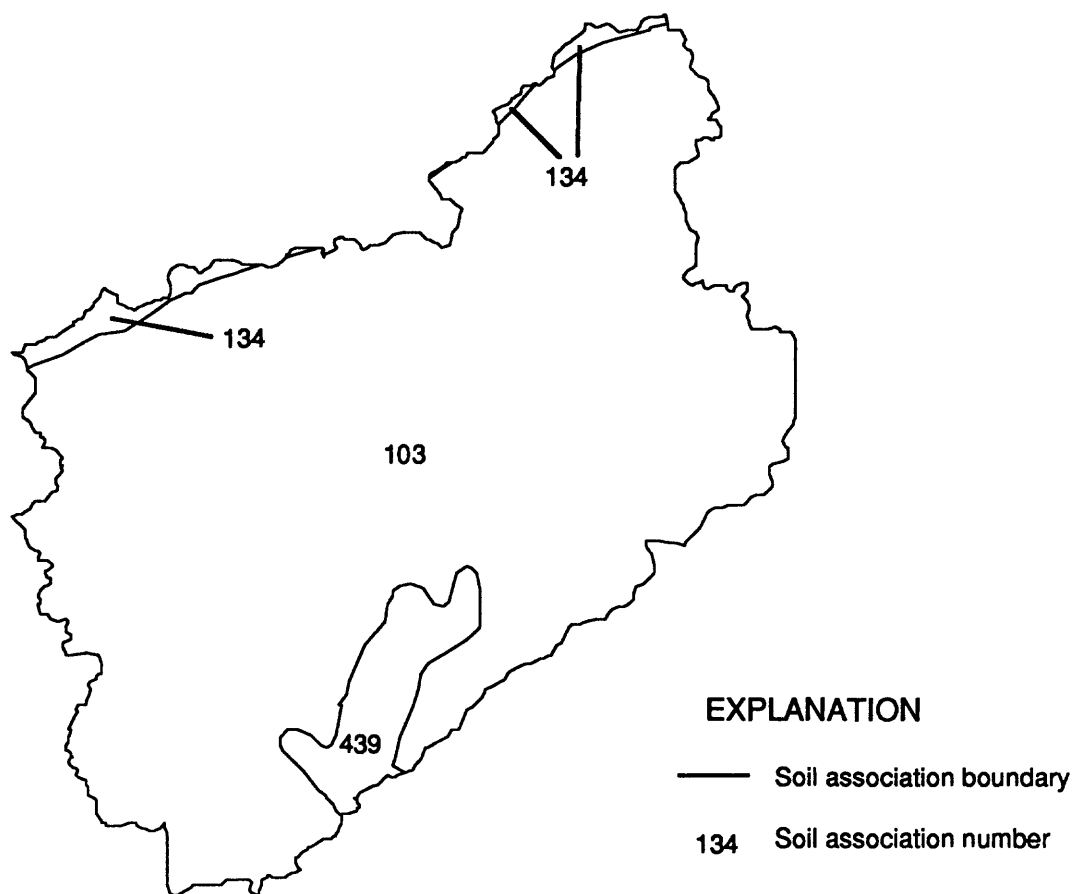 134
134
103
439
EXPLANATION
Soil association boundary
134 Soil association number